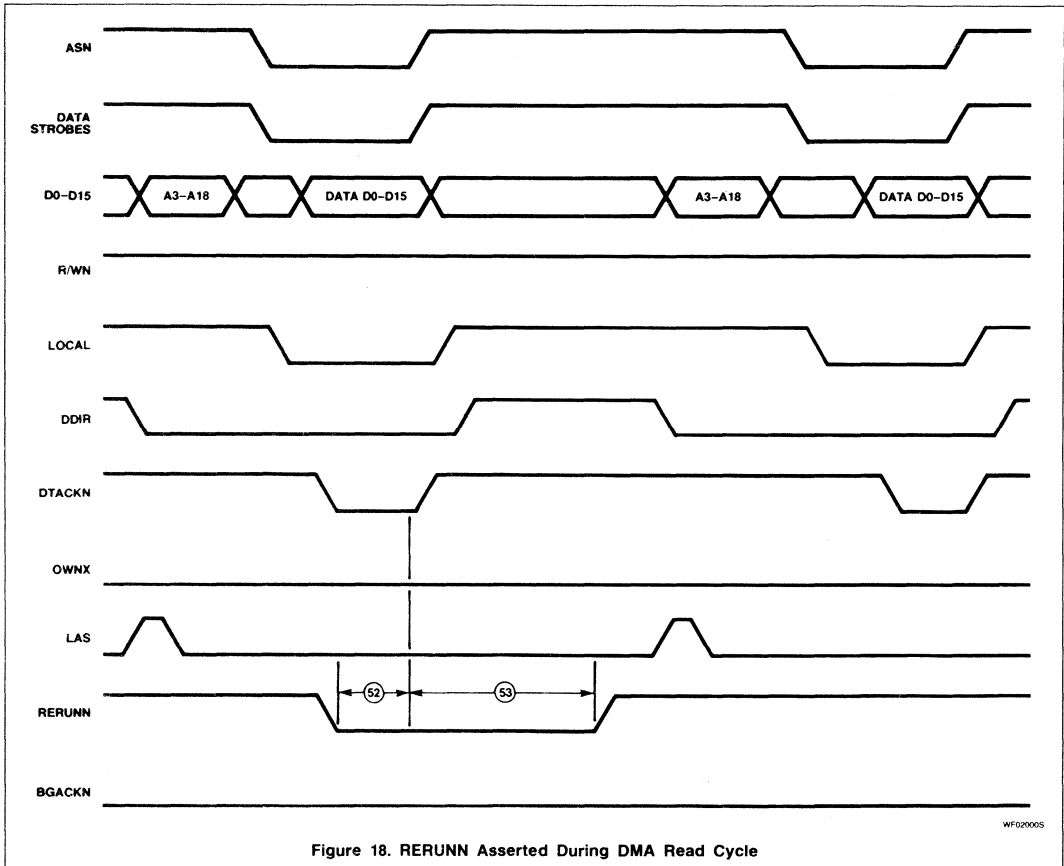 ASN
DATA
STROBES
D0–D15
A3–A18
DATA D0–D15
A3–A18
DATA D0–D15
R/WN
LOCAL
DDIR
DTACKN
OWNX
LAS
RERUNN
52
53
BGACKN
WF02000S
Figure 18. RERUNN Asserted During DMA Read Cycle